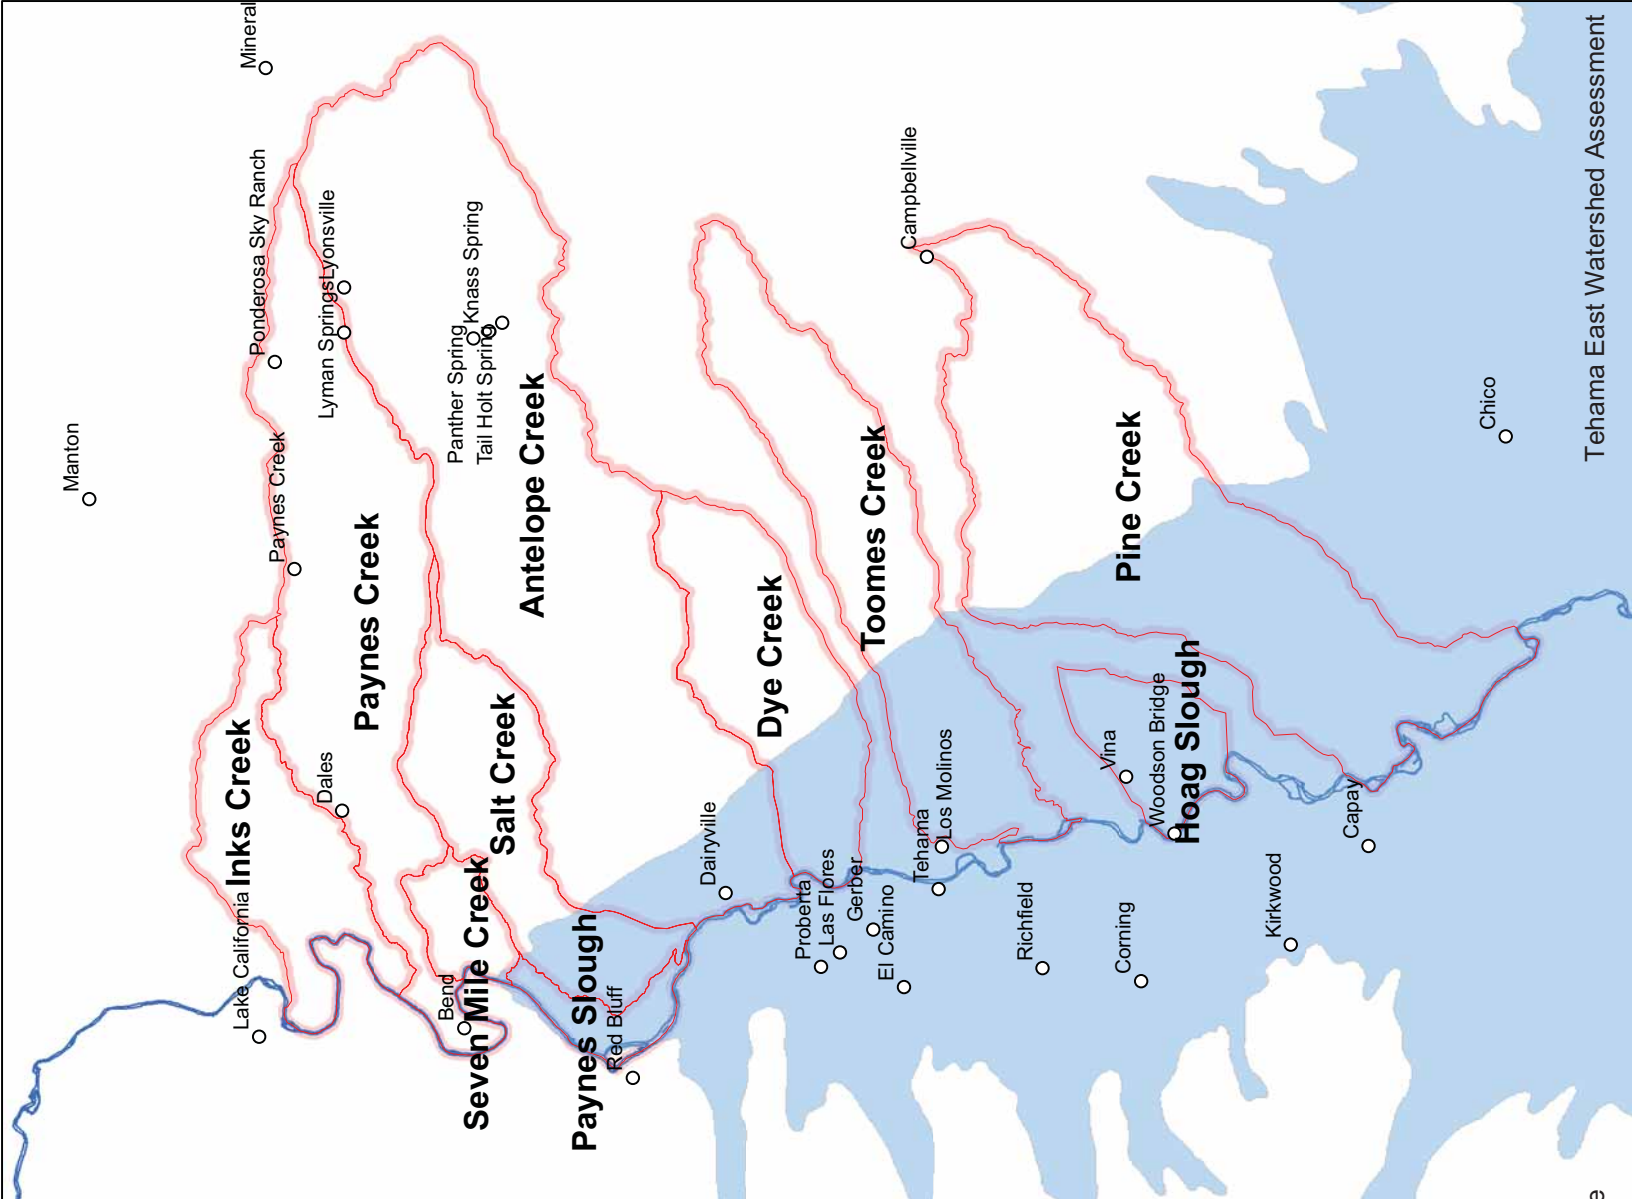 Mineral
Manton
Ponderosa Sky Ranch
Paynes Creek
Lyonsville
Lyman Springs
Knass Spring
Panther Spring
Tail Holt Spring
Campbellville
Inks Creek
Paynes Creek
Antelope Creek
Salt Creek
Seven Mile Creek
Paynes Slough
Dye Creek
Toomes Creek
Pine Creek
Hoag Slough
Lake California
Dales
Bend
Red Bluff
Dairyville
Proberta
Las Flores
Gerber
El Camino
Tehama
Los Molinos
Richfield
Corning
Vina
Woodson Bridge
Kirkwood
Capay
Chico
Tehama East Watershed Assessment
e